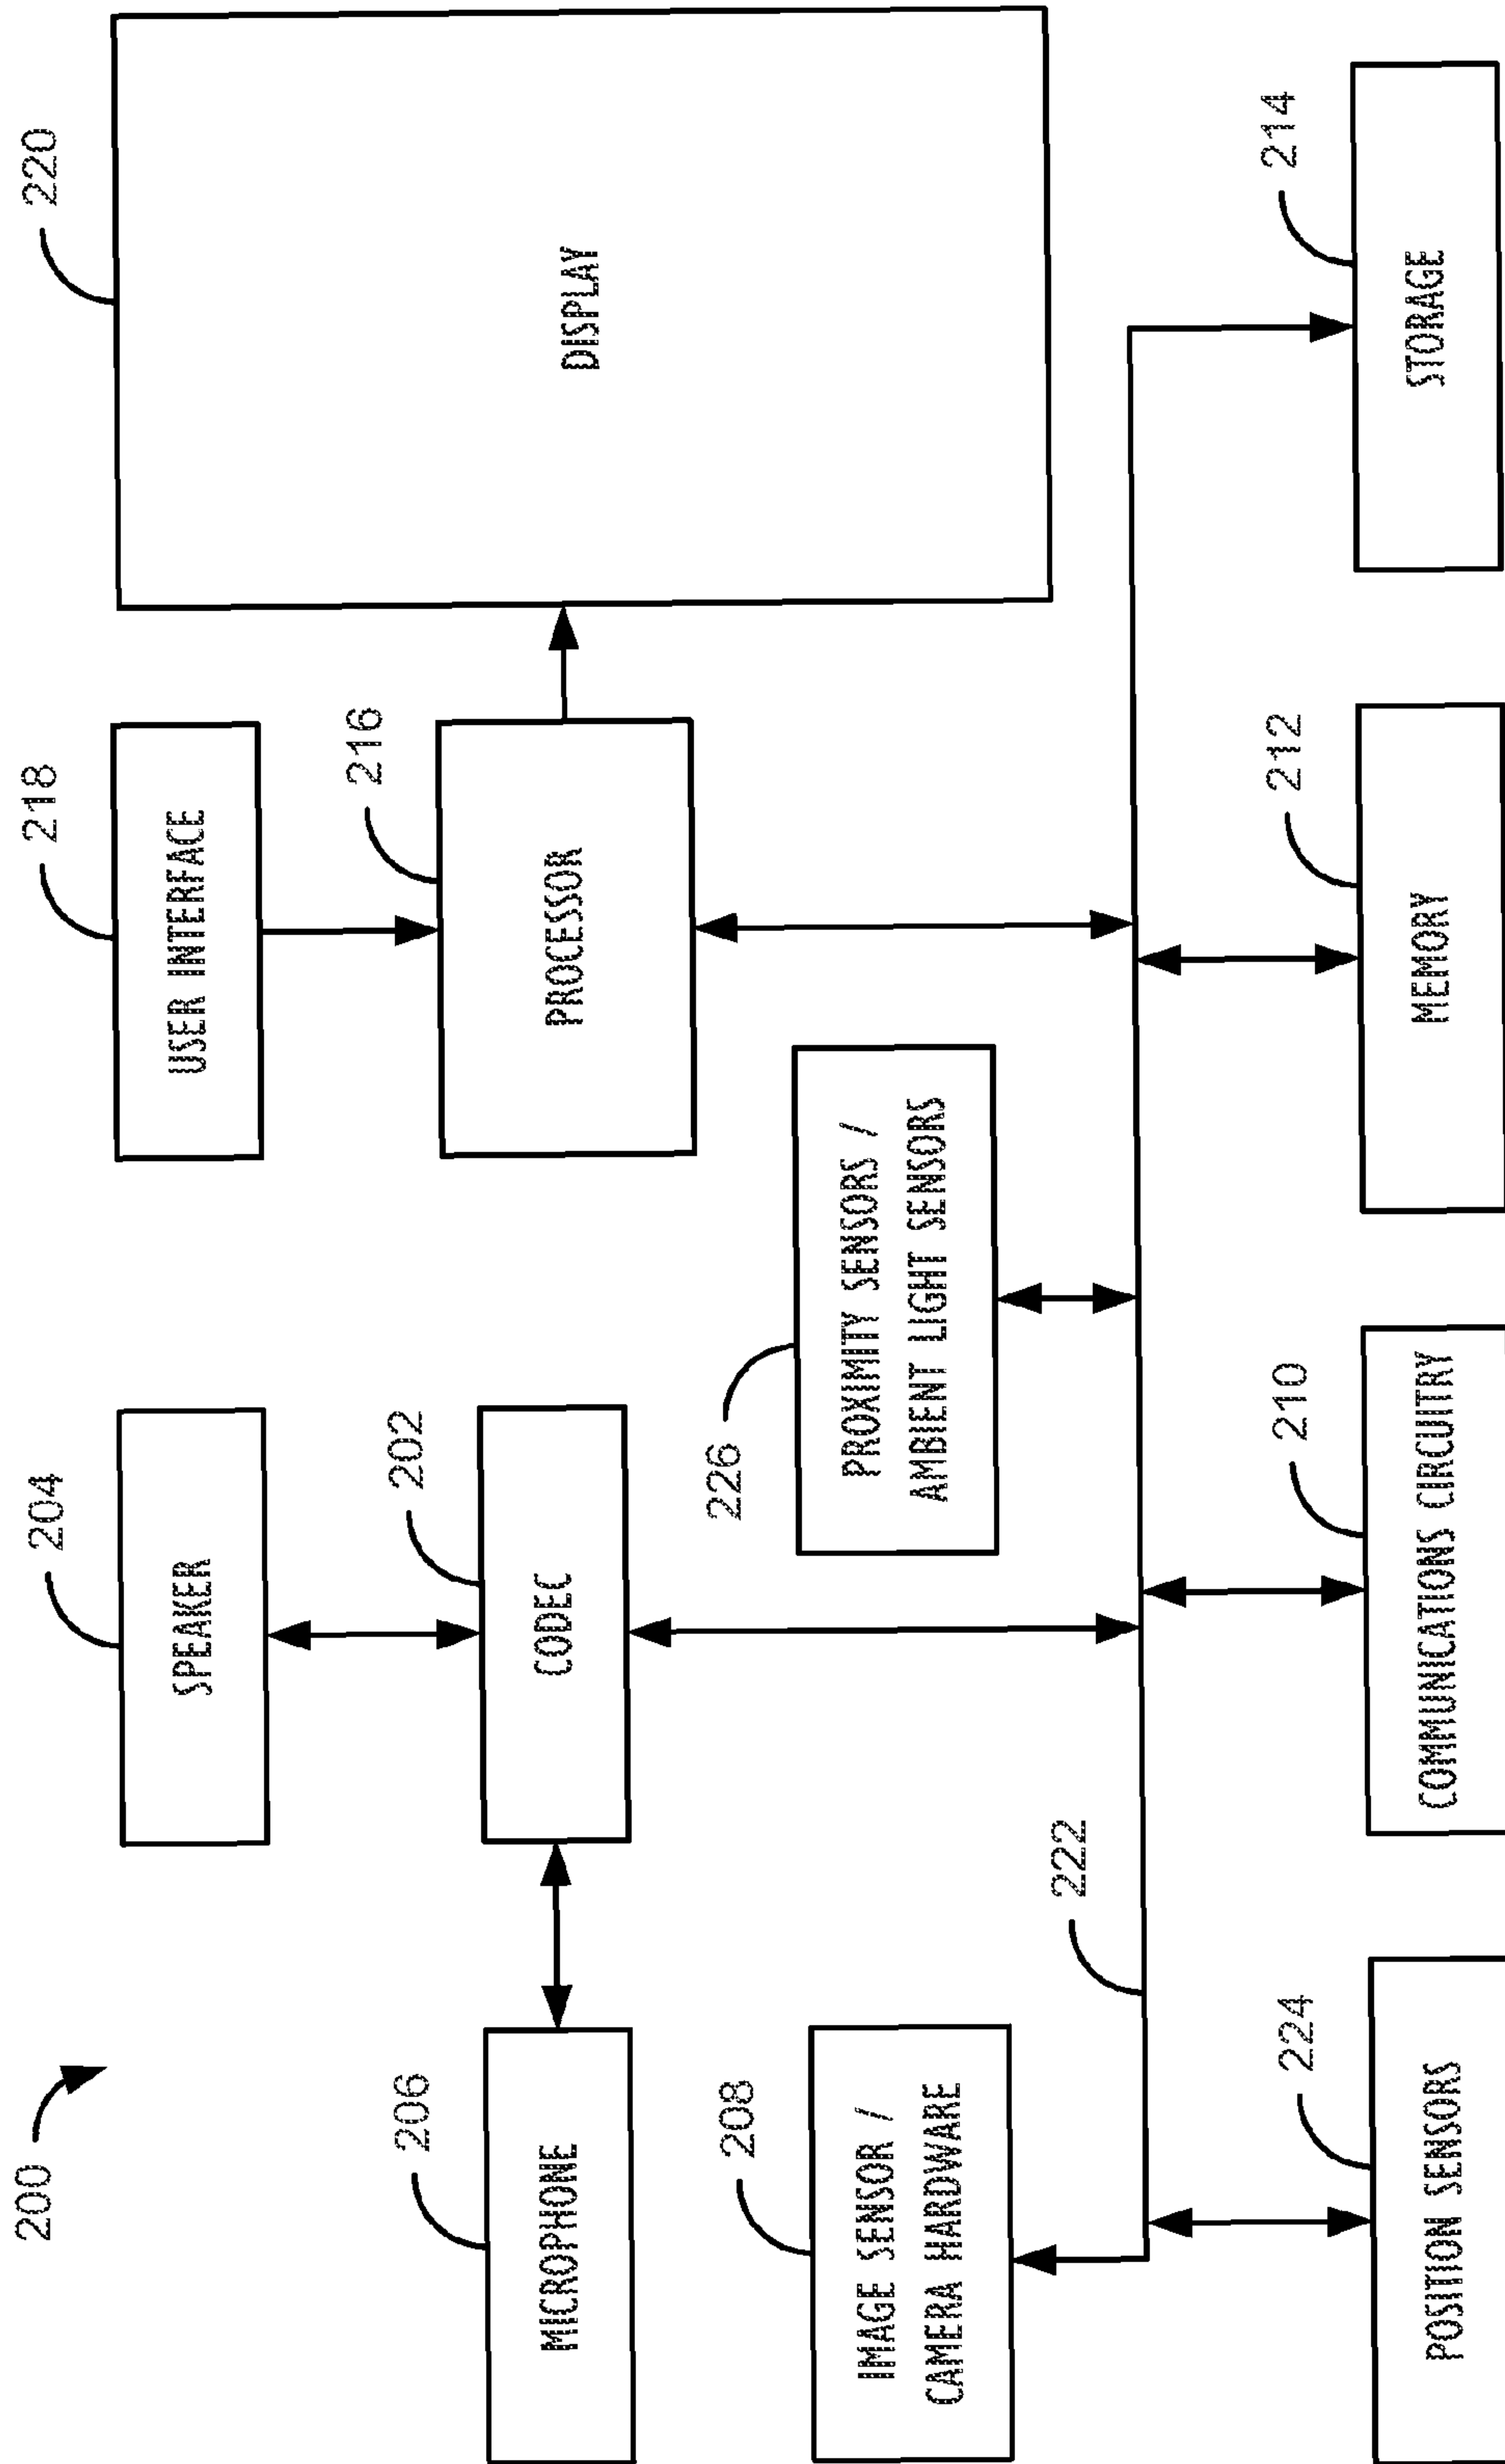 200
204
SPEAKER
218
USER INTERFACE
220
DISPLAY
206
MICROPHONE
202
CODEC
216
PROCESSOR
208
IMAGE SENSOR /
CAMERA HARDWARE
226
PROXIMITY SENSORS /
AMBIENT LIGHT SENSORS
222
224
POSITION SENSORS
210
COMMUNICATIONS CIRCUITRY
212
MEMORY
214
STORAGE